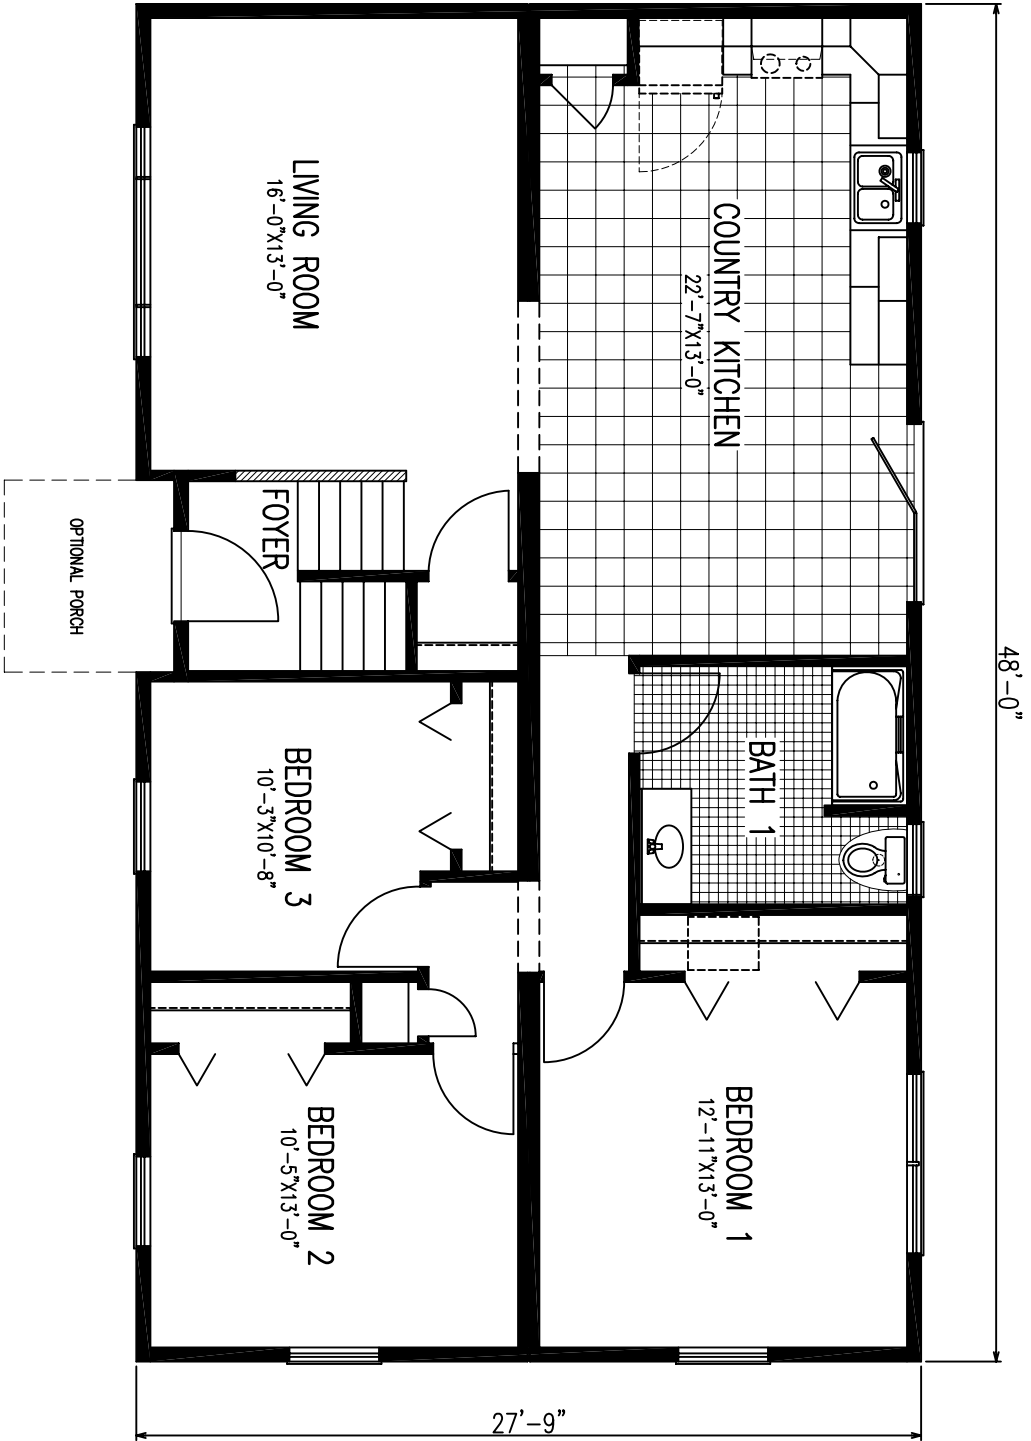 48'-0"
COUNTRY KITCHEN
22'-7"X13'-0"
BATH 1
BEDROOM 1
12'-11"X13'-0"
LIVING ROOM
16'-0"X13'-0"
FOYER
BEDROOM 3
10'-3"X10'-8"
BEDROOM 2
10'-5"X13'-0"
OPTIONAL PORCH
27'-9"